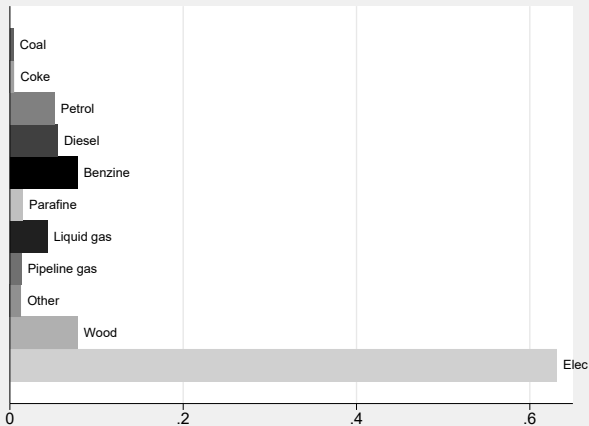 Coal
Coke
Petrol
Diesel
Benzine
Parafine
Liquid gas
Pipeline gas
Other
Wood
Elec
0 .2 .4 .6